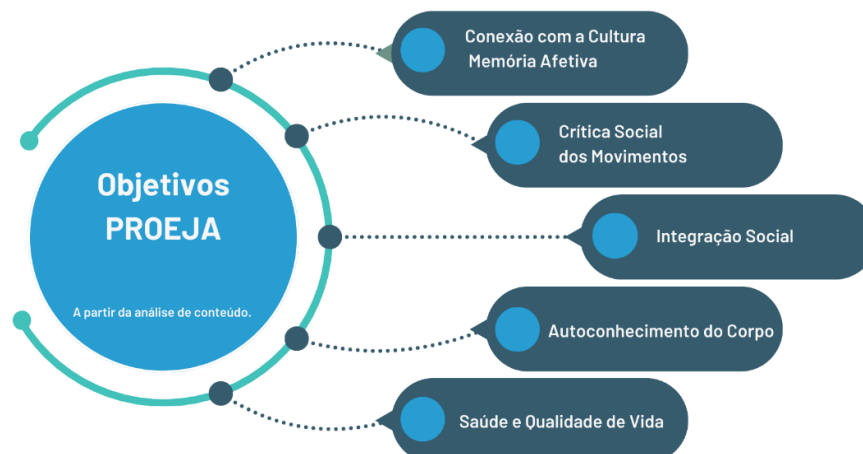 Objetivos
PROEJA
A partir da análise de conteúdo.
Conexão com a Cultura
Memória Afetiva
Crítica Social
dos Movimentos
Integração Social
Autoconhecimento do Corpo
Saúde e Qualidade de Vida